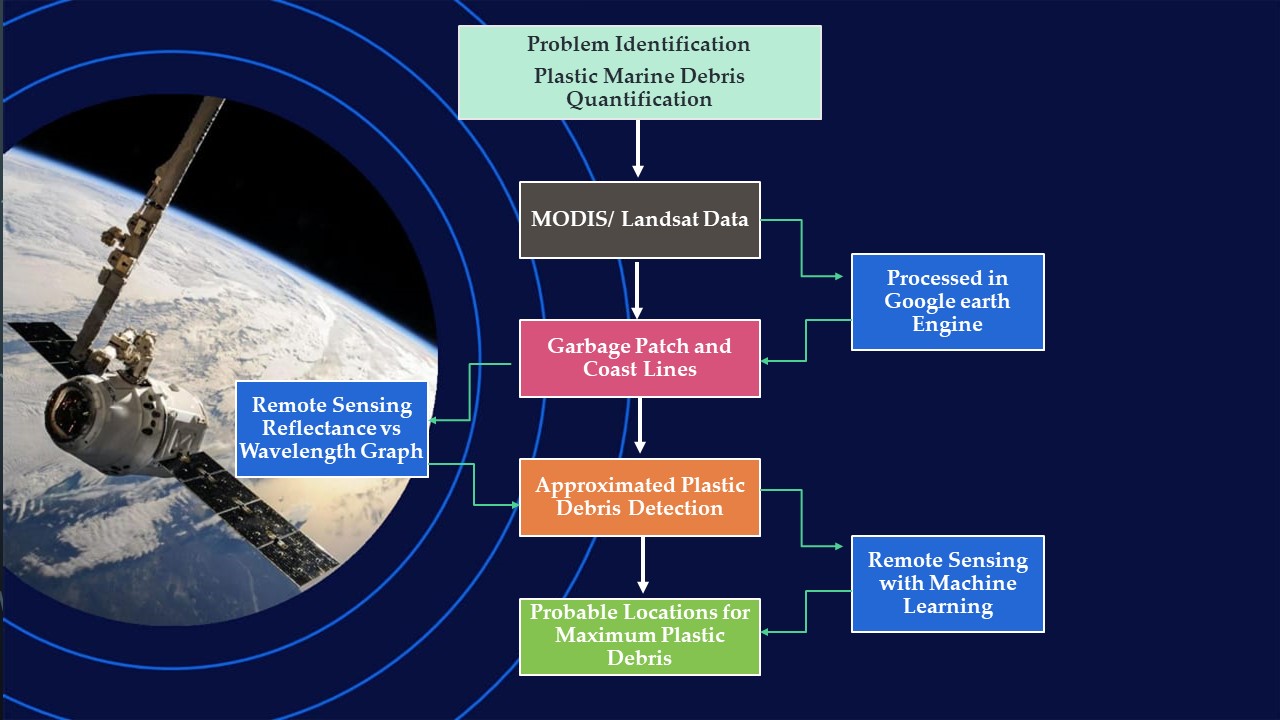 Problem Identification
Plastic Marine Debris
Quantification
MODIS/ Landsat Data
Processed in
Google earth
Engine
Garbage Patch and
Coast Lines
Remote Sensing
Reflectance vs
Wavelength Graph
Approximated Plastic
Debris Detection
Remote Sensing
with Machine
Learning
Probable Locations for
Maximum Plastic
Debris